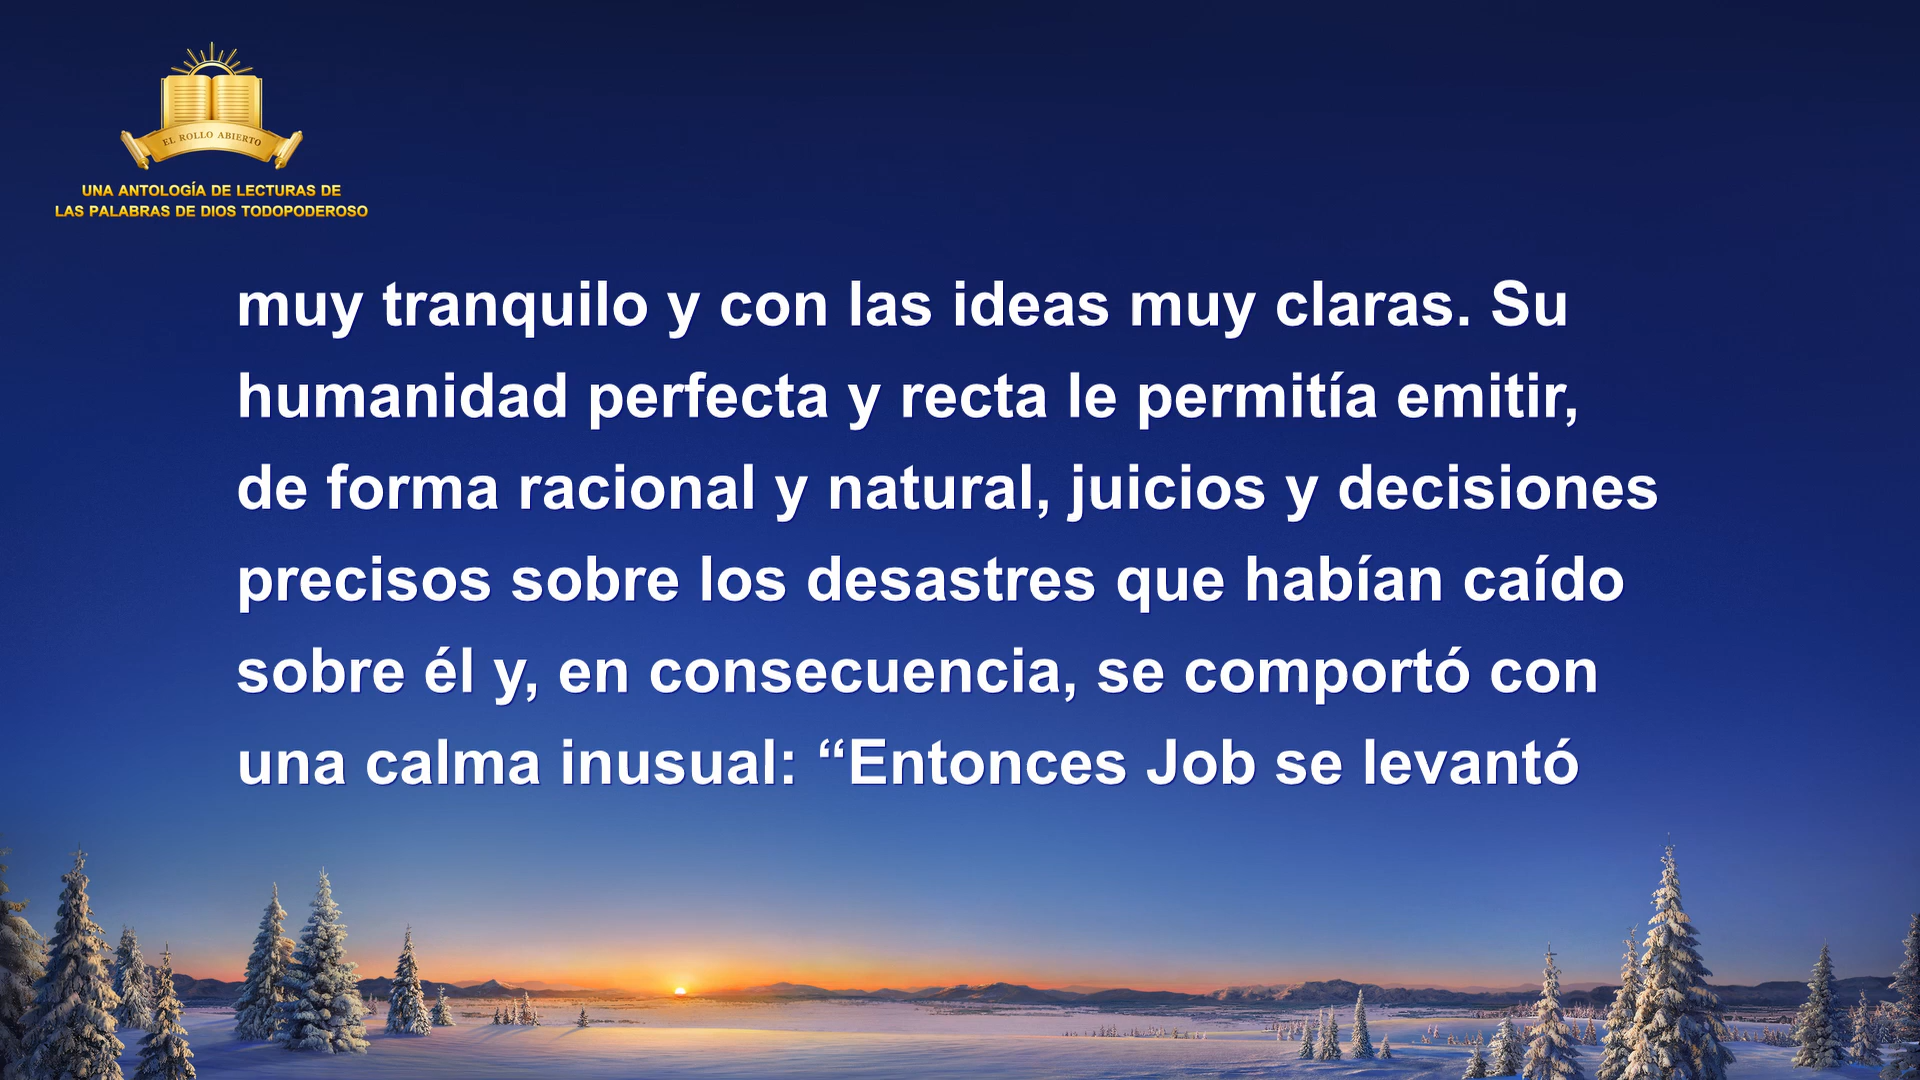 EL ROLLO ABIERTO
UNA ANTOLOGÍA DE LECTURAS DE
LAS PALABRAS DE DIOS TODOPODEROSO
muy tranquilo y con las ideas muy claras. Su
humanidad perfecta y recta le permitía emitir,
de forma racional y natural, juicios y decisiones
precisos sobre los desastres que habían caído
sobre él y, en consecuencia, se comportó con
una calma inusual: “Entonces Job se levantó